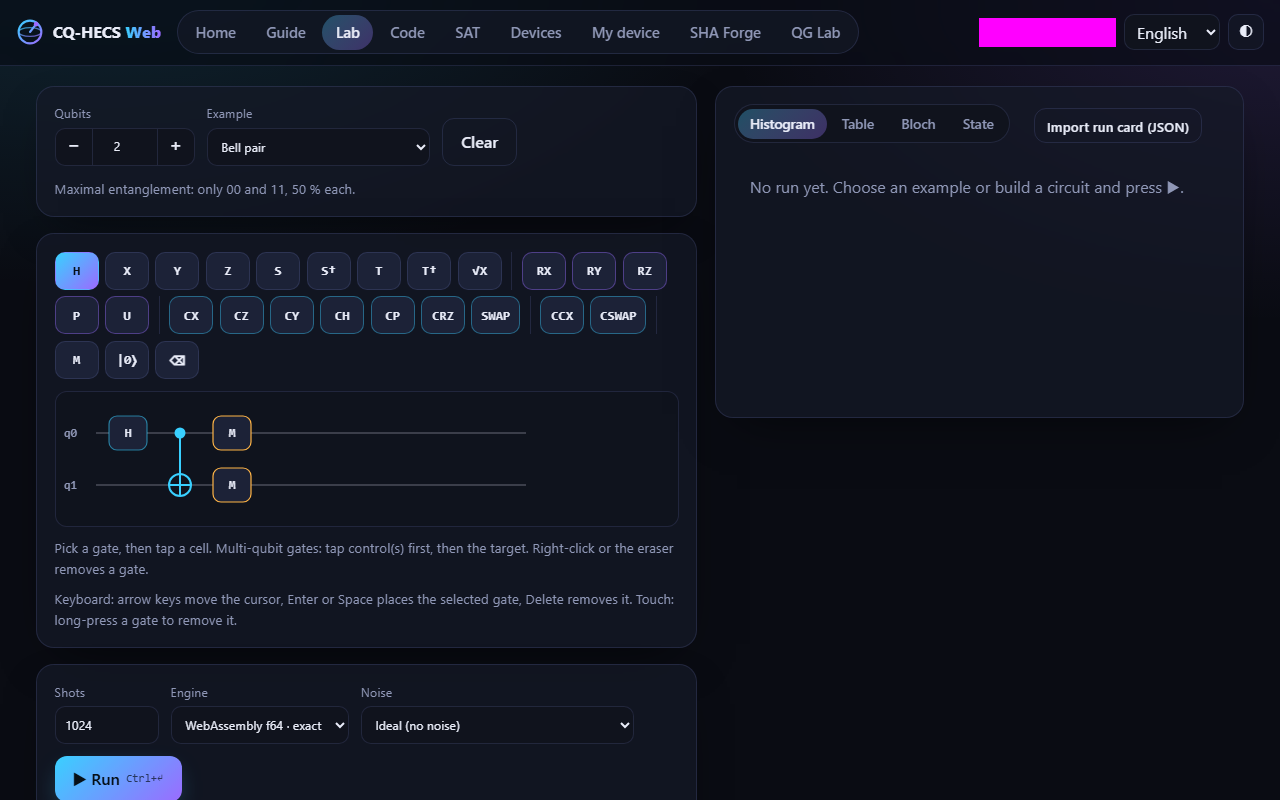 CQ-HECS Web
Home Guide Lab Code SAT Devices My device SHA Forge QG Lab
English
Qubits Example
− 2 + Bell pair Clear
Maximal entanglement: only 00 and 11, 50 % each.
H X Y Z S S† T T† √X RX RY RZ
P U CX CZ CY CH CP CRZ SWAP CCX CSWAP
M |0⟩ ⌫
q0 H M
q1 M
Pick a gate, then tap a cell. Multi-qubit gates: tap control(s) first, then the target. Right-click or the eraser
removes a gate.
Keyboard: arrow keys move the cursor, Enter or Space places the selected gate, Delete removes it. Touch:
long-press a gate to remove it.
Shots Engine Noise
1024 WebAssembly f64 · exact Ideal (no noise)
▶ Run Ctrl+↵
Histogram Table Bloch State Import run card (JSON)
No run yet. Choose an example or build a circuit and press ▶.